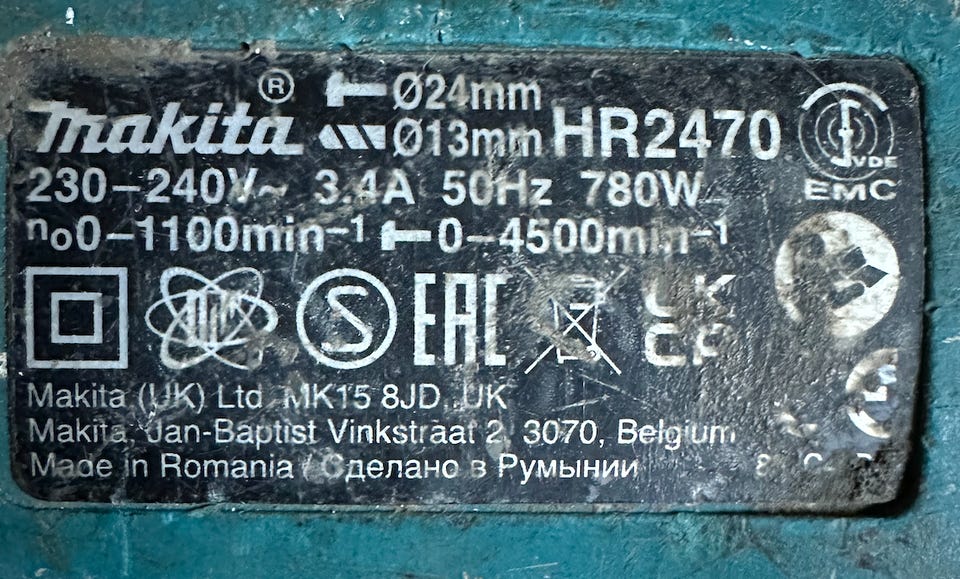 Makita® Ø24mm
Ø13mm HR2470
VDE
EMC
230–240V~ 3.4A 50Hz 780W
n₀0–1100min⁻¹ 0–4500min⁻¹
S EAC UK
CA
Makita (UK) Ltd MK15 8JD, UK
Makita, Jan-Baptist Vinkstraat 2, 3070, Belgium
Made in Romania / Сделано в Румынии